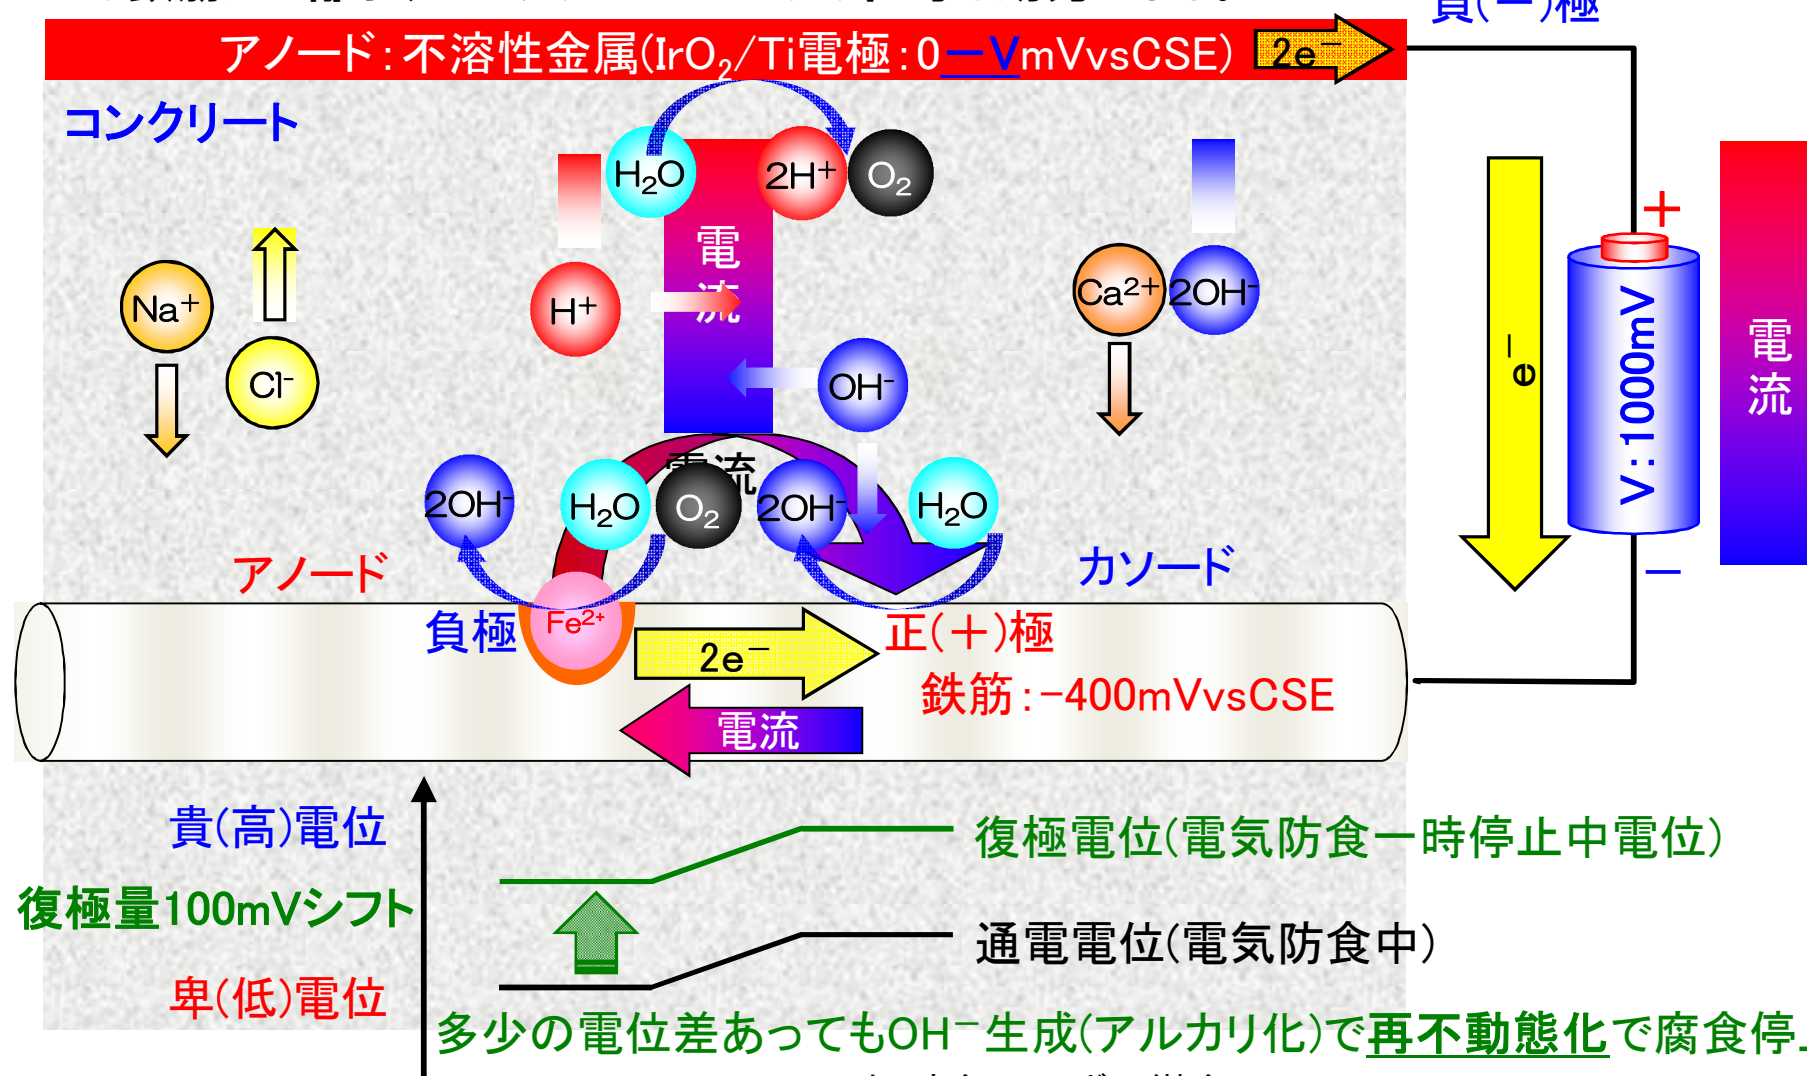 負(－)極
アノード：不溶性金属(IrO₂/Ti電極：0－VmVvsCSE)
2e⁻
コンクリート
H₂O
2H⁺
O₂
電流
Na⁺
Cl⁻
H⁺
OH⁻
Ca²⁺
2OH⁻
e⁻
＋
V：1000mV
－
電流
電流
2OH⁻
H₂O
O₂
2OH⁻
H₂O
アノード
カソード
負極
Fe²⁺
2e⁻
正(＋)極
鉄筋：-400mVvsCSE
電流
貴(高)電位
復極電位(電気防食一時停止中電位)
復極量100mVシフト
通電電位(電気防食中)
卑(低)電位
多少の電位差あってもOH⁻生成(アルカリ化)で再不動態化で腐食停